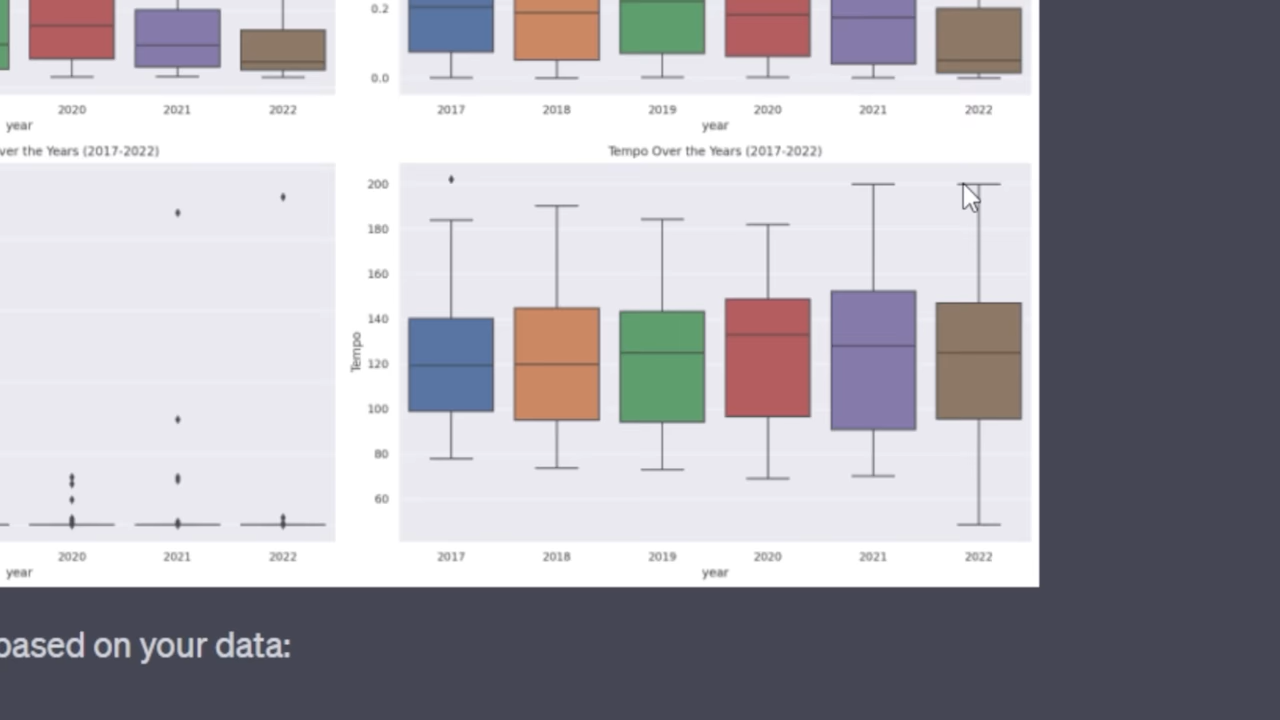 0.2
0.0
2020 2021 2022
year
2017 2018 2019 2020 2021 2022
year
ver the Years (2017-2022)
2020 2021 2022
year
Tempo Over the Years (2017-2022)
Tempo
200
180
160
140
120
100
80
60
2017 2018 2019 2020 2021 2022
year
based on your data: